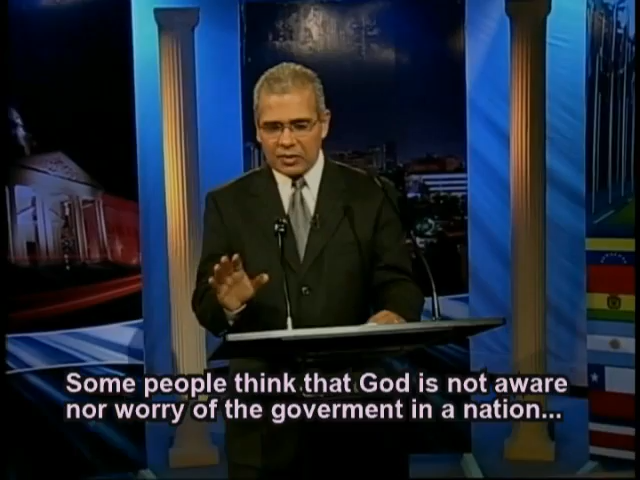 Some people think that God is not aware
nor worry of the goverment in a nation...